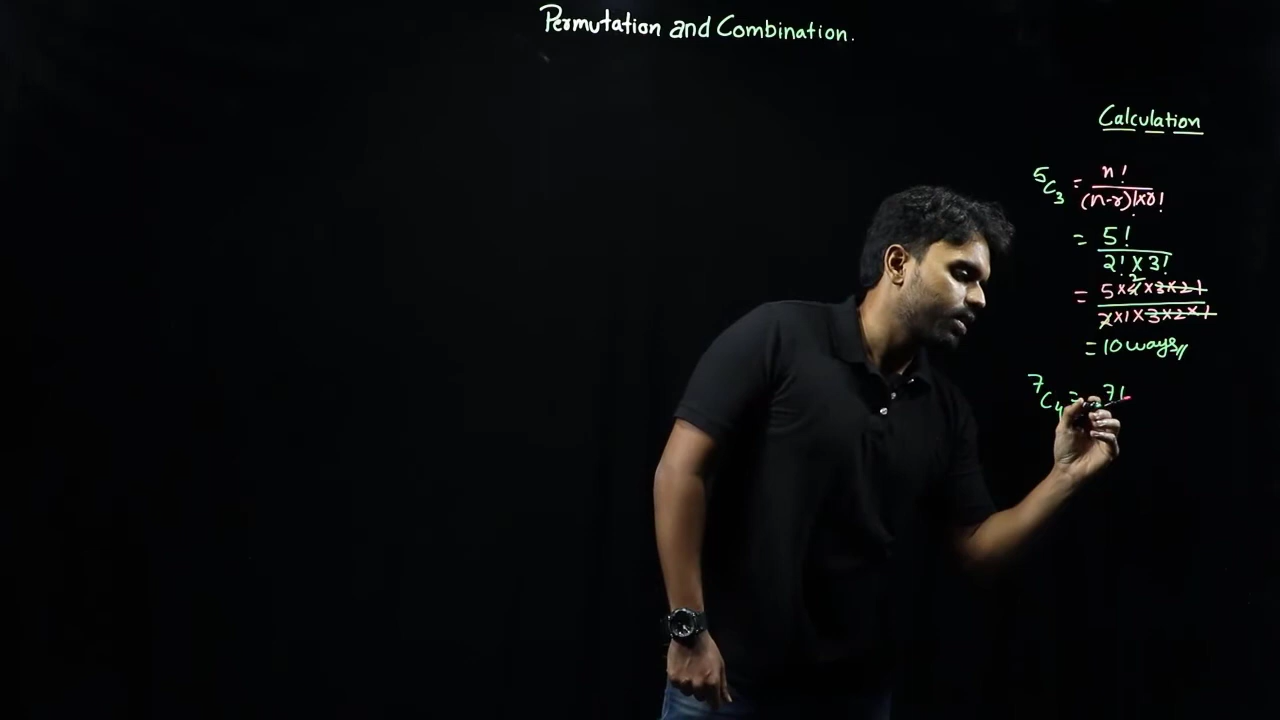 Permutation and Combination.
Calculation
⁵C₃ = n! / (n-r)! x r!
= 5! / 2! x 3!
= 5 x 4 2 x 3 x 2 1 / 2 x 1 x 3 x 2 x 1
= 10 ways //
⁷C₄ = 7!